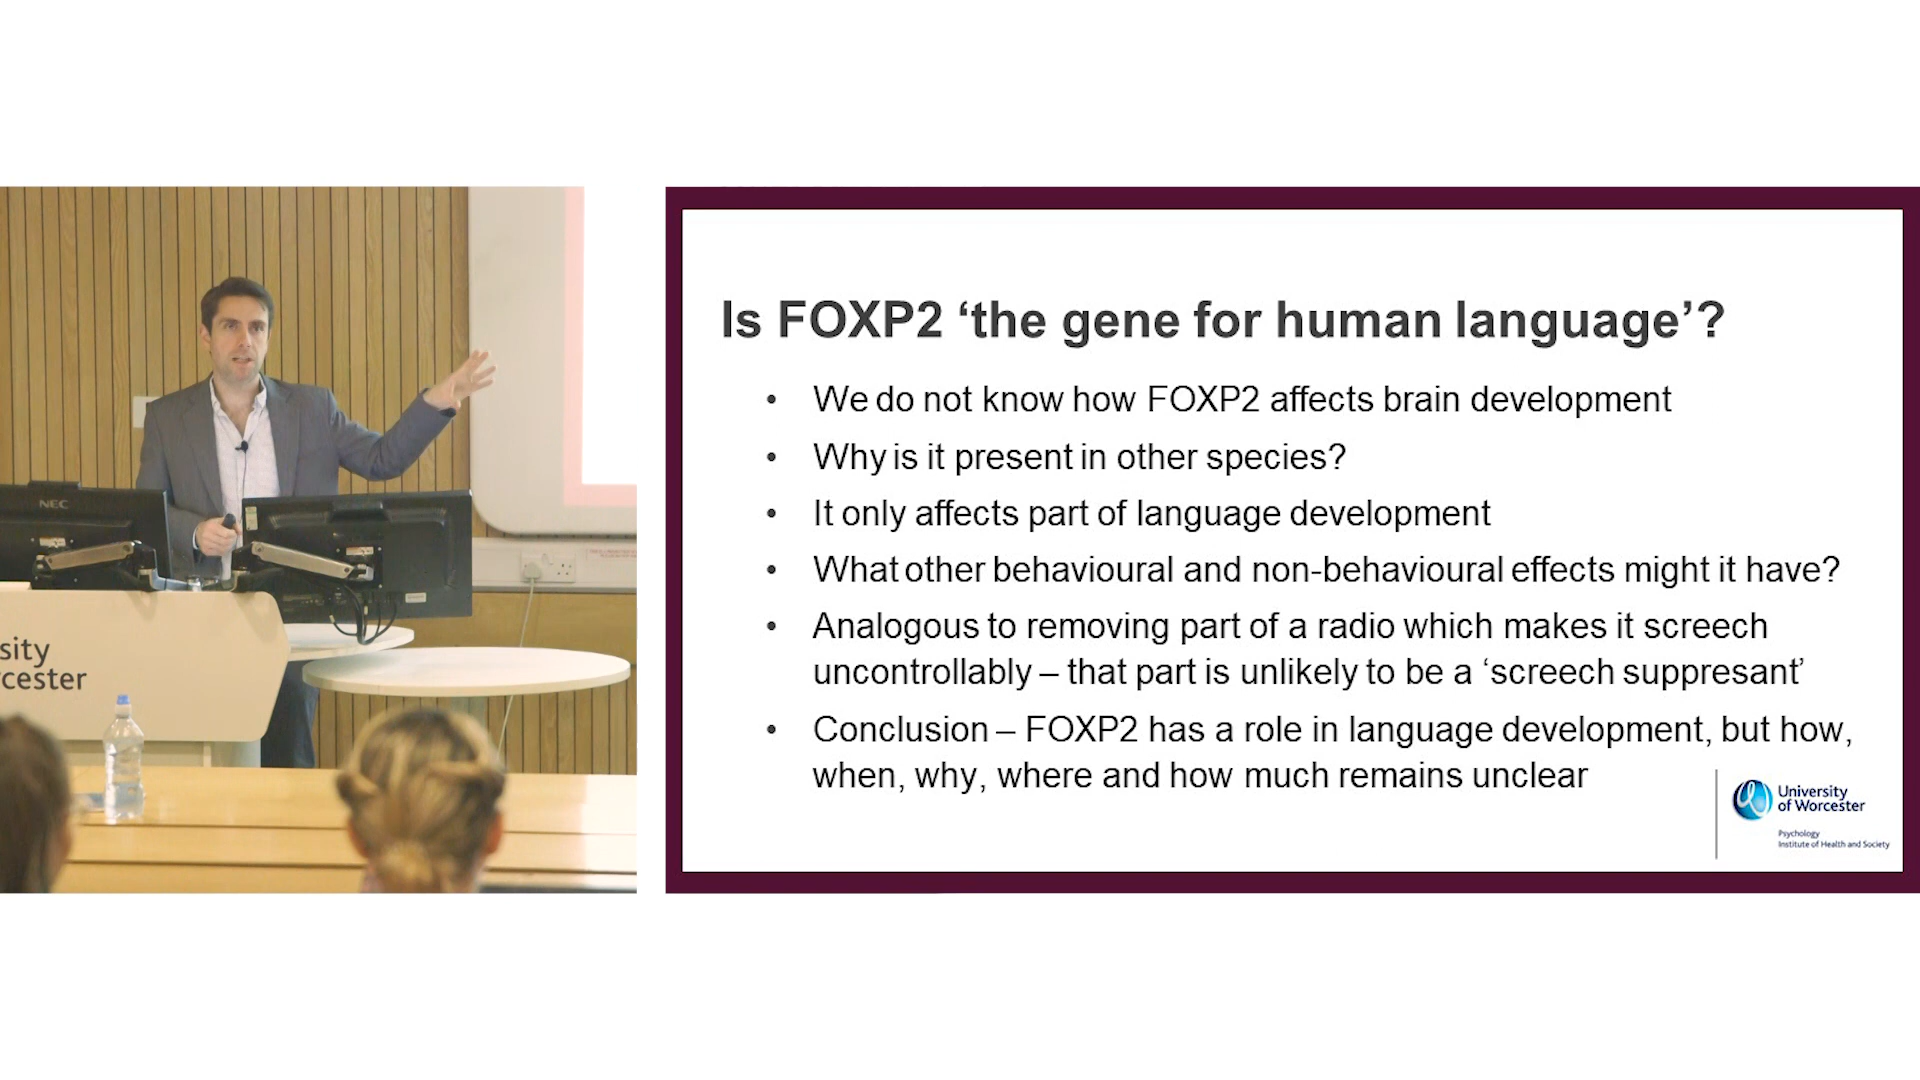 NEC
sity
rcester
Is FOXP2 ‘the gene for human language’?
• We do not know how FOXP2 affects brain development
• Why is it present in other species?
• It only affects part of language development
• What other behavioural and non-behavioural effects might it have?
• Analogous to removing part of a radio which makes it screech
uncontrollably – that part is unlikely to be a ‘screech suppresant’
• Conclusion – FOXP2 has a role in language development, but how,
when, why, where and how much remains unclear
University
of Worcester
Psychology
Institute of Health and Society